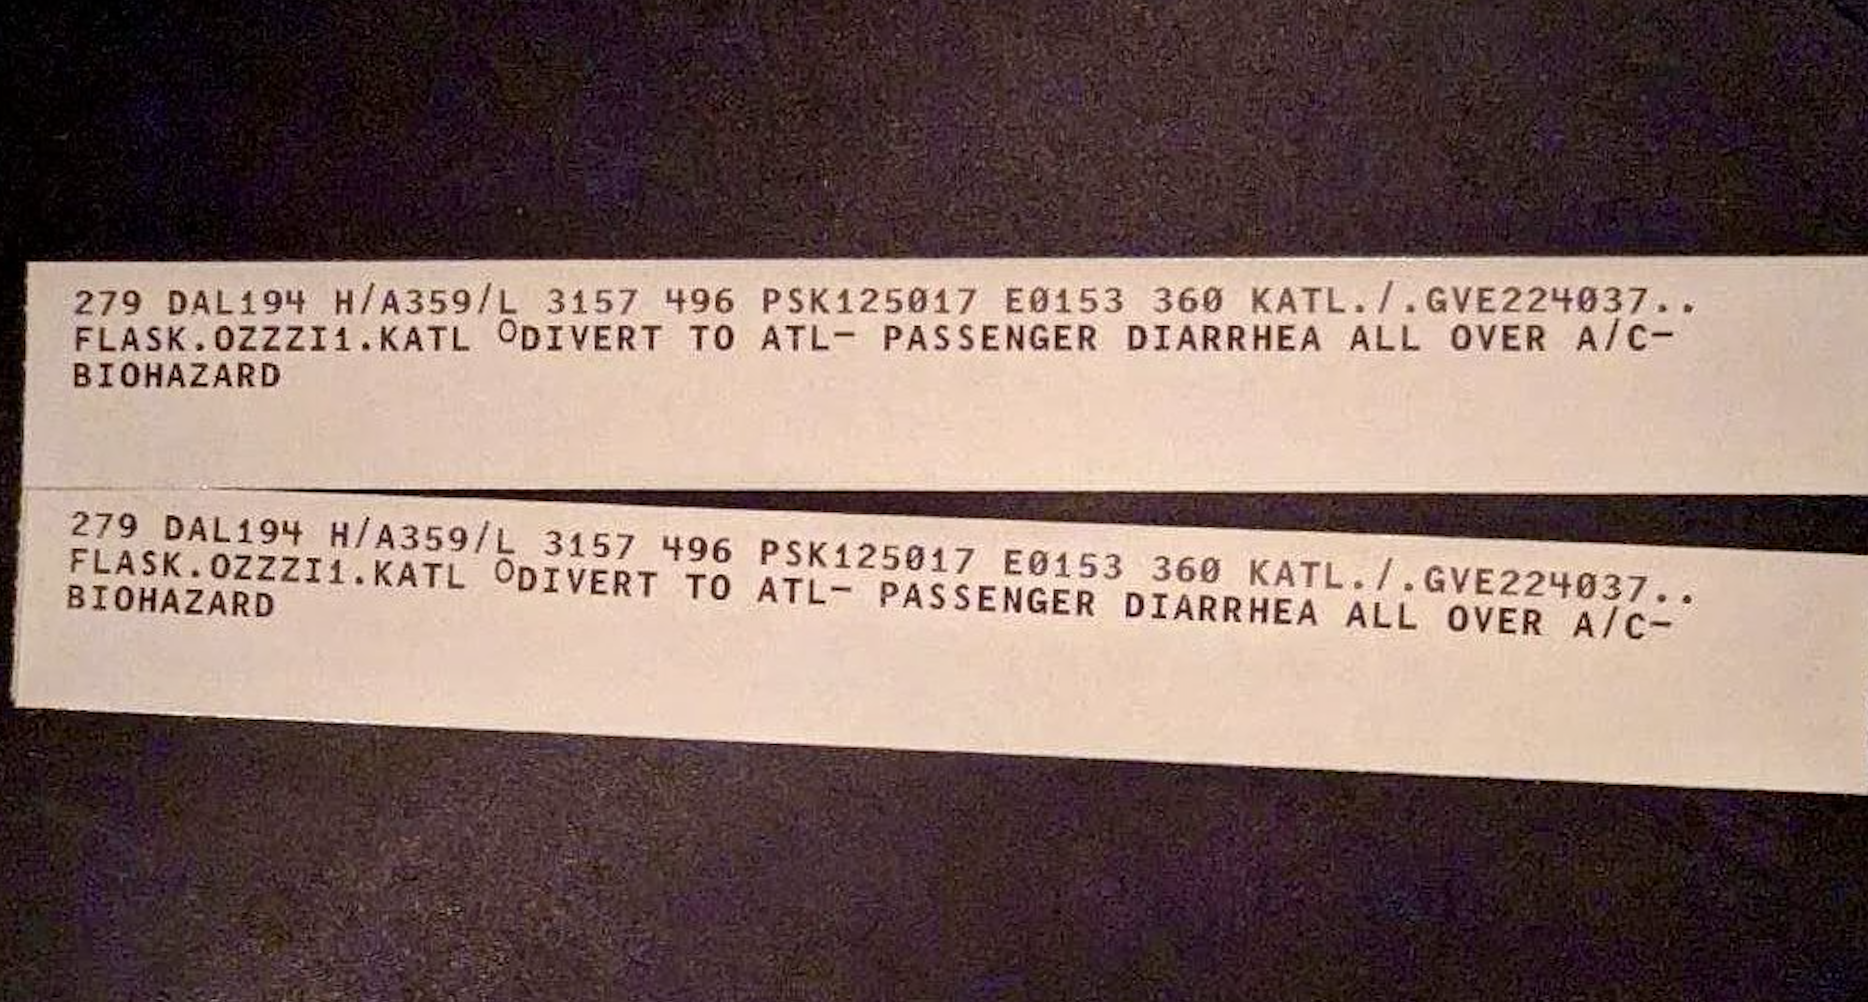 279 DAL194 H/A359/L 3157 496 PSK125017 E0153 360 KATL./.GVE224037..
FLASK.OZZZI1.KATL ODIVERT TO ATL— PASSENGER DIARRHEA ALL OVER A/C—
BIOHAZARD
279 DAL194 H/A359/L 3157 496 PSK125017 E0153 360 KATL./.GVE224037..
FLASK.OZZZI1.KATL ODIVERT TO ATL— PASSENGER DIARRHEA ALL OVER A/C—
BIOHAZARD